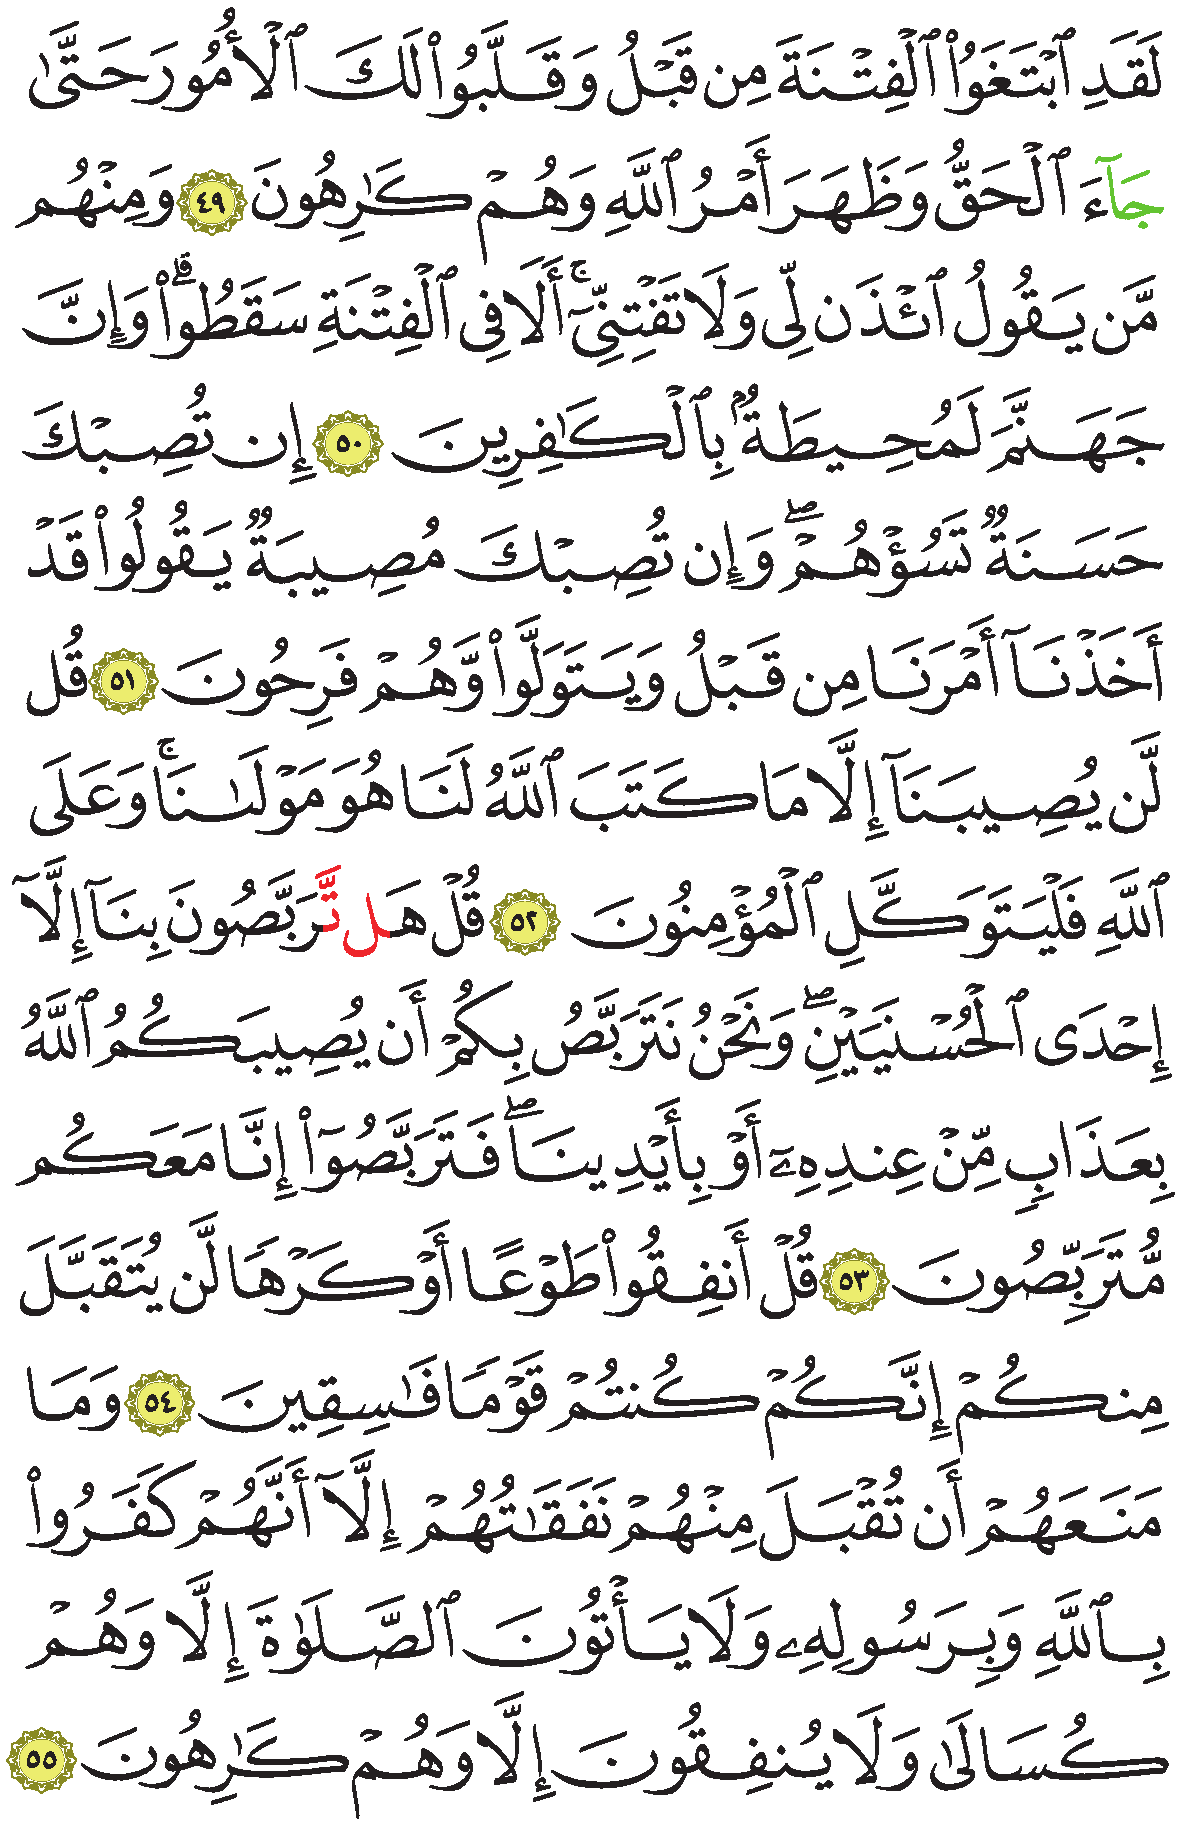 لَقَدِ ٱبْتَغَوُا۟ ٱلْفِتْنَةَ مِن قَبْلُ وَقَلَّبُوا۟ لَكَ ٱلْأُمُورَ حَتَّىٰ
جَآءَ ٱلْحَقُّ وَظَهَرَ أَمْرُ ٱللَّهِ وَهُمْ كَـٰرِهُونَ ٤٩ وَمِنْهُم
مَّن يَقُولُ ٱئْذَن لِّى وَلَا تَفْتِنِّىٓ ۚ أَلَا فِى ٱلْفِتْنَةِ سَقَطُوا۟ ۗ وَإِنَّ
جَهَنَّمَ لَمُحِيطَةٌۢ بِٱلْكَـٰفِرِينَ ٥٠ إِن تُصِبْكَ
حَسَنَةٌ تَسُؤْهُمْ ۖ وَإِن تُصِبْكَ مُصِيبَةٌ يَقُولُوا۟ قَدْ
أَخَذْنَآ أَمْرَنَا مِن قَبْلُ وَيَتَوَلَّوا۟ وَّهُمْ فَرِحُونَ ٥١ قُل
لَّن يُصِيبَنَآ إِلَّا مَا كَتَبَ ٱللَّهُ لَنَا هُوَ مَوْلَىٰنَا ۚ وَعَلَى
ٱللَّهِ فَلْيَتَوَكَّلِ ٱلْمُؤْمِنُونَ ٥٢ قُلْ هَل تَّرَبَّصُونَ بِنَآ إِلَّآ
إِحْدَى ٱلْحُسْنَيَيْنِ ۖ وَنَحْنُ نَتَرَبَّصُ بِكُمْ أَن يُصِيبَكُمُ ٱللَّهُ
بِعَذَابٍ مِّنْ عِندِهِۦٓ أَوْ بِأَيْدِينَا ۖ فَتَرَبَّصُوٓا۟ إِنَّا مَعَكُم
مُّتَرَبِّصُونَ ٥٣ قُلْ أَنفِقُوا۟ طَوْعًا أَوْ كَرْهًا لَّن يُتَقَبَّلَ
مِنكُمْ إِنَّكُمْ كُنتُمْ قَوْمًا فَـٰسِقِينَ ٥٤ وَمَا
مَنَعَهُمْ أَن تُقْبَلَ مِنْهُمْ نَفَقَـٰتُهُمْ إِلَّآ أَنَّهُمْ كَفَرُوا۟
بِٱللَّهِ وَبِرَسُولِهِۦ وَلَا يَأْتُونَ ٱلصَّلَوٰةَ إِلَّا وَهُمْ
كُسَالَىٰ وَلَا يُنفِقُونَ إِلَّا وَهُمْ كَـٰرِهُونَ ٥٥